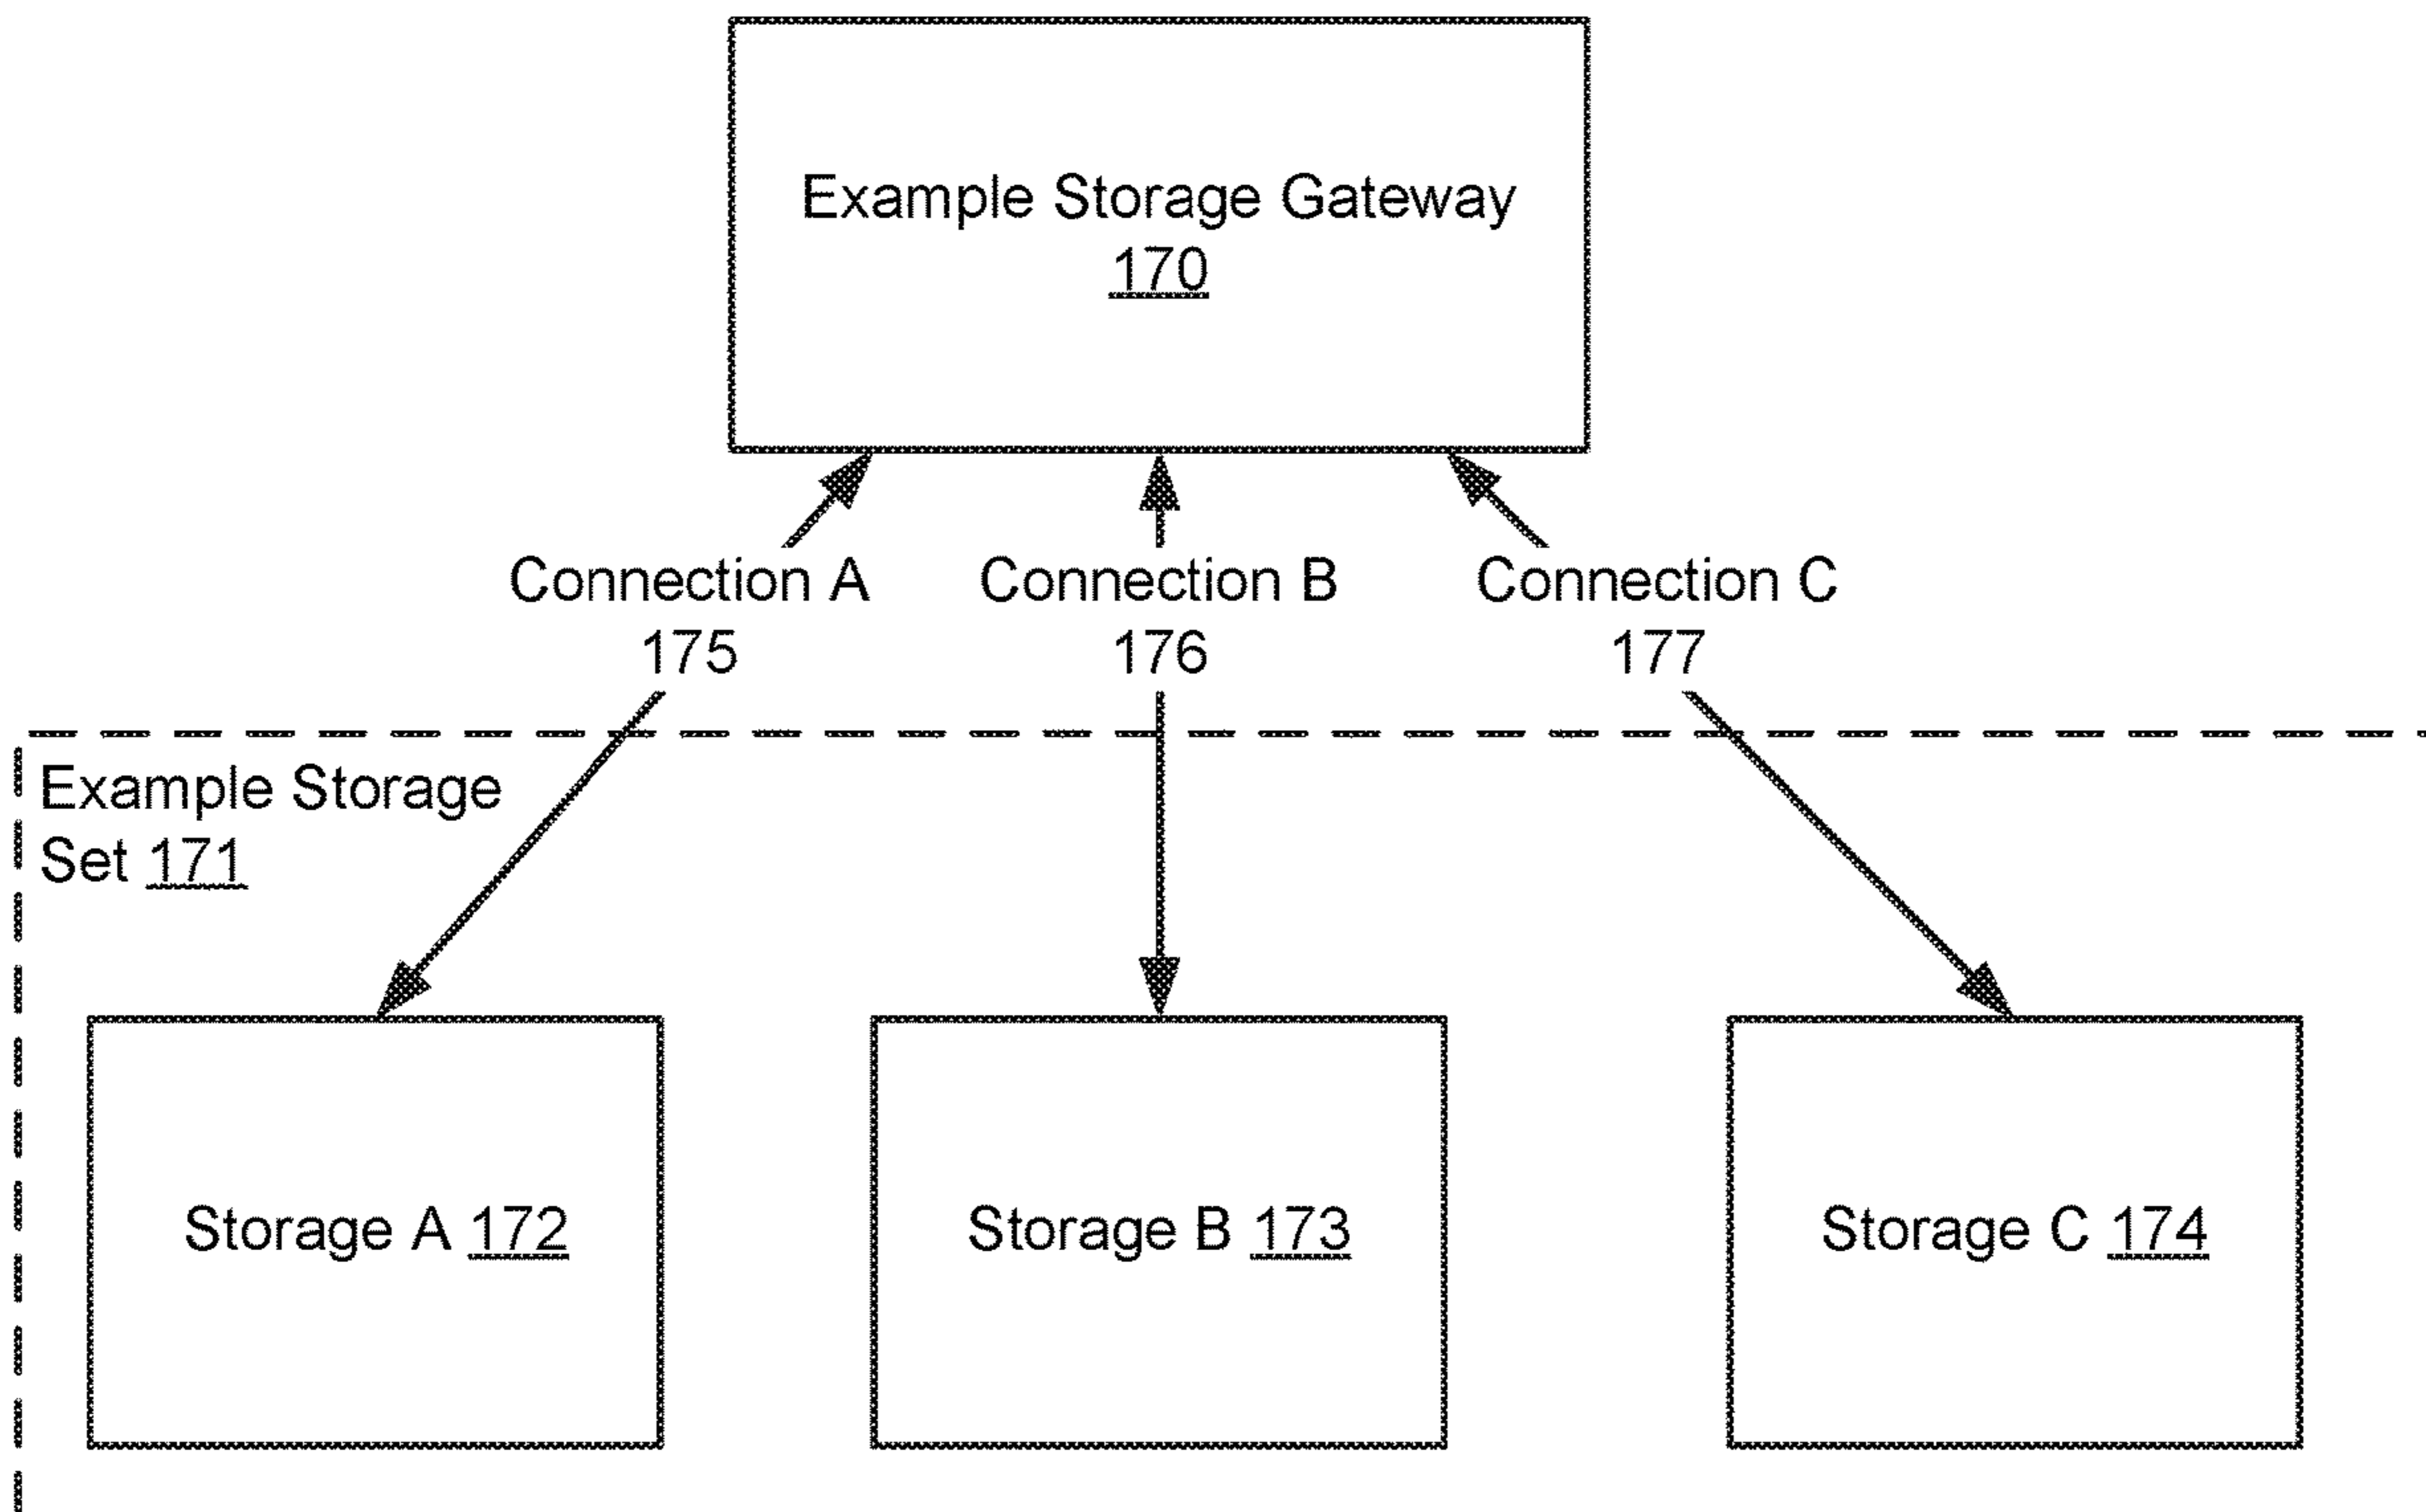 Example Storage Gateway
170
Connection A
175
Connection B
176
Connection C
177
Example Storage
Set 171
Storage A 172
Storage B 173
Storage C 174